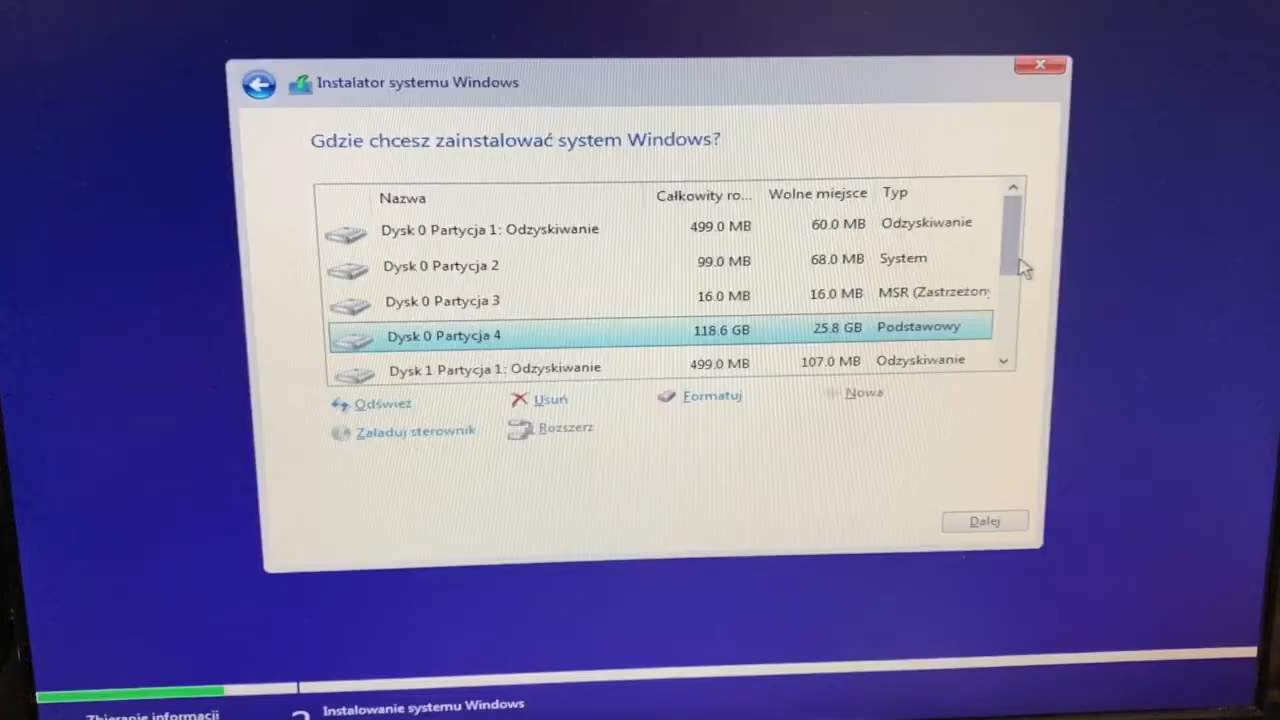 Instalator systemu Windows
Gdzie chcesz zainstalować system Windows?
Nazwa Całkowity ro... Wolne miejsce Typ
Dysk 0 Partycja 1: Odzyskiwanie 499.0 MB 60.0 MB Odzyskiwanie
Dysk 0 Partycja 2 99.0 MB 68.0 MB System
Dysk 0 Partycja 3 16.0 MB 16.0 MB MSR (Zastrzeżony
Dysk 0 Partycja 4 118.6 GB 25.8 GB Podstawowy
Dysk 1 Partycja 1: Odzyskiwanie 499.0 MB 107.0 MB Odzyskiwanie
Odśwież Usuń Formatuj Nowa
Załaduj sterownik Rozszerz
Dalej
Zbieranie informacji 2 Instalowanie systemu Windows